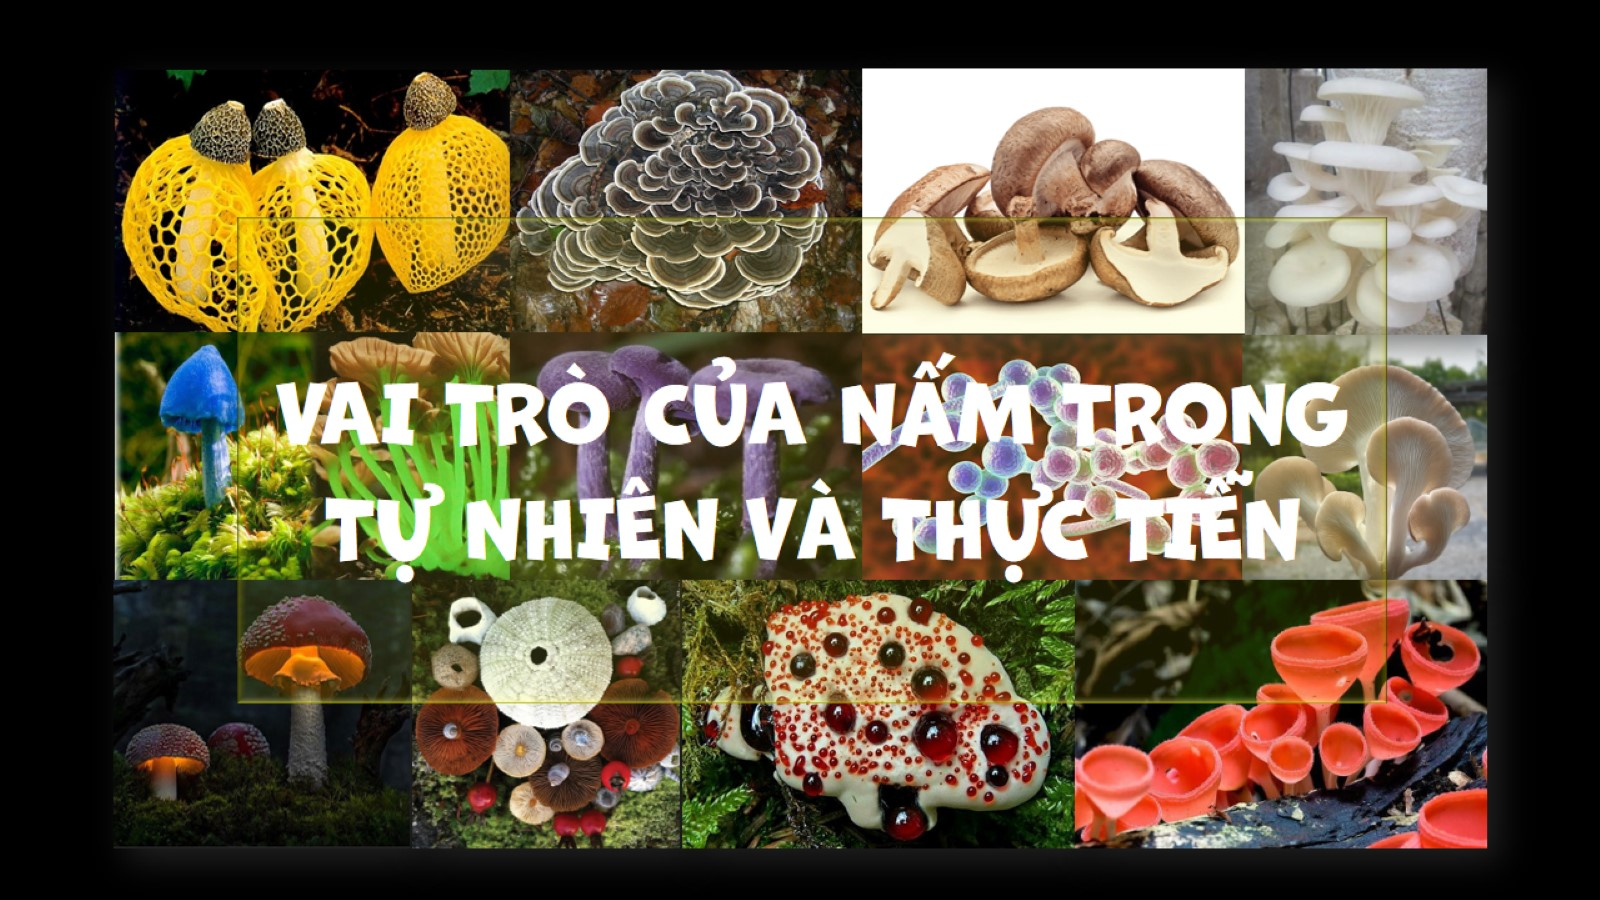 VAI TRÒ CỦA NẤM TRONG
TỰ NHIÊN VÀ THỰC TIỄN